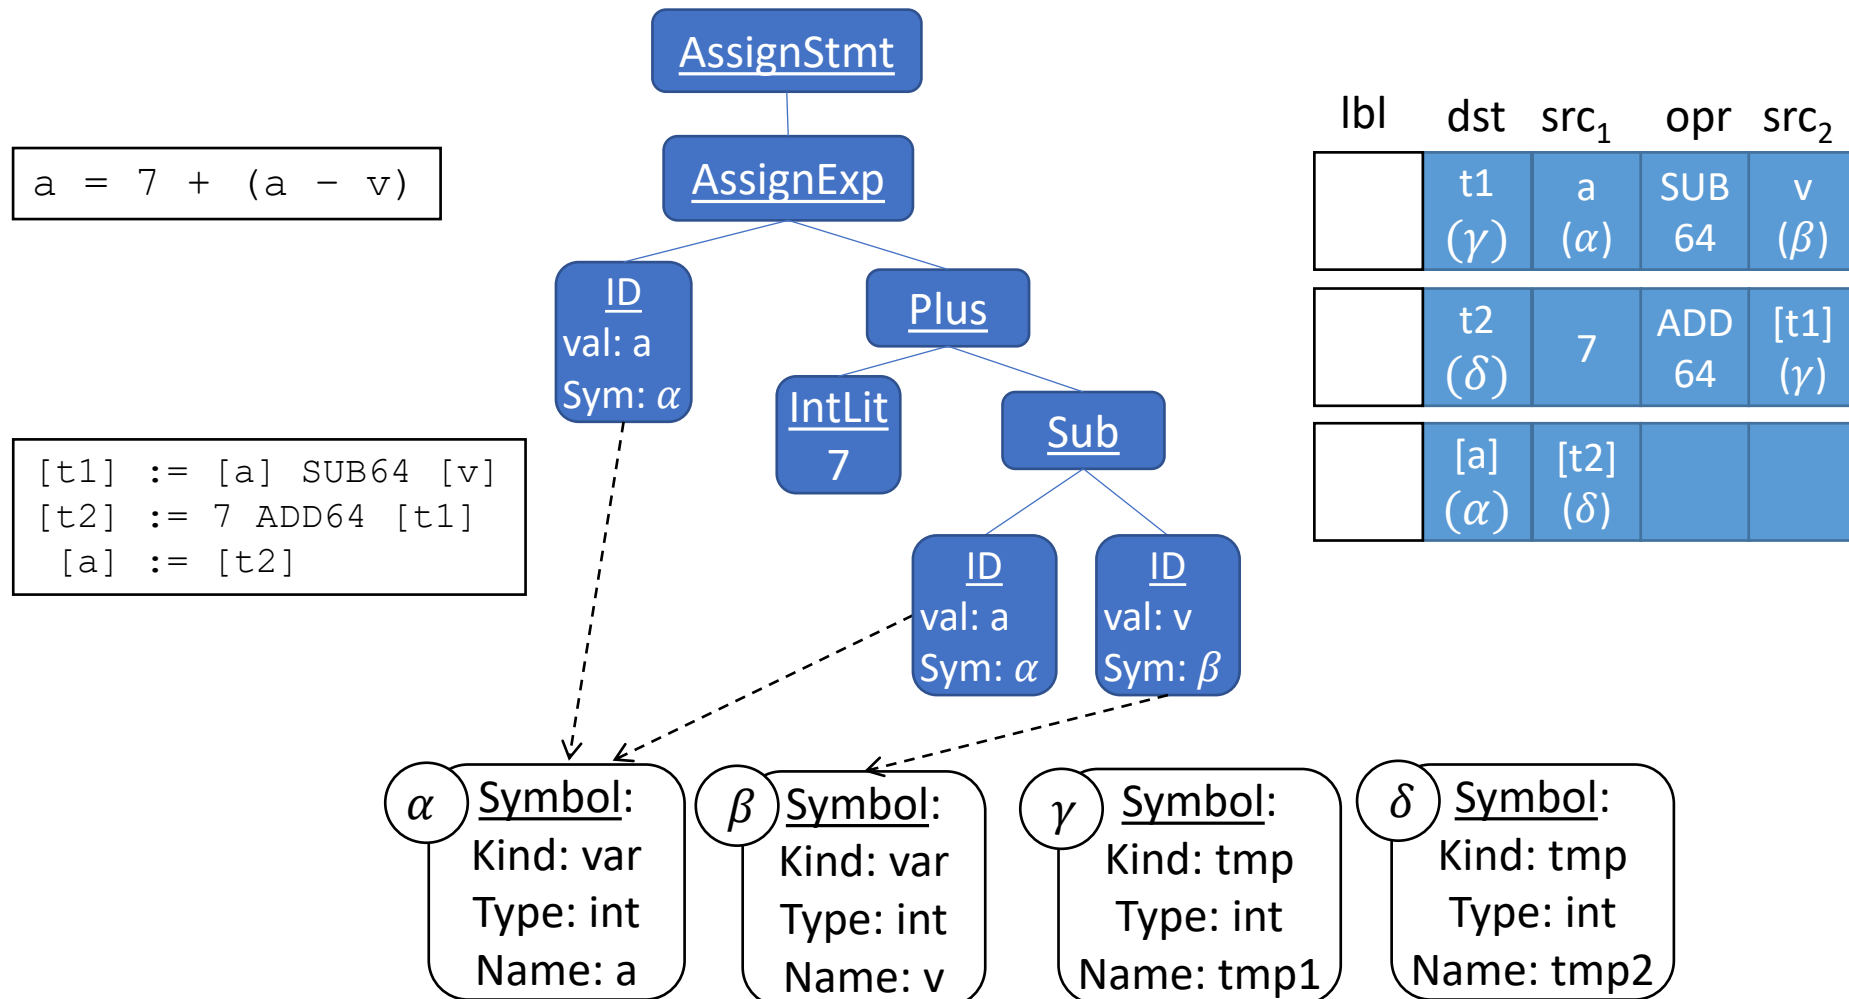 AssignStmt
a = 7 + (a - v)
AssignExp
ID
val: a
Sym: α
Plus
IntLit
7
Sub
ID
val: a
Sym: α
ID
val: v
Sym: β
[t1] := [a] SUB64 [v]
[t2] := 7 ADD64 [t1]
[a] := [t2]
lbl dst src₁ opr src₂
t1 a SUB v
(γ) (α) 64 (β)
t2 7 ADD [t1]
(δ) 64 (γ)
[a] [t2]
(α) (δ)
α
Symbol:
Kind: var
Type: int
Name: a
β
Symbol:
Kind: var
Type: int
Name: v
γ
Symbol:
Kind: tmp
Type: int
Name: tmp1
δ
Symbol:
Kind: tmp
Type: int
Name: tmp2